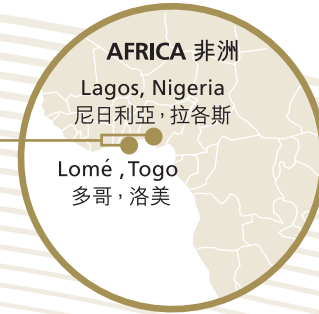 AFRICA 非洲
Lagos, Nigeria
尼日利亞，拉各斯
Lomé , Togo
多哥，洛美